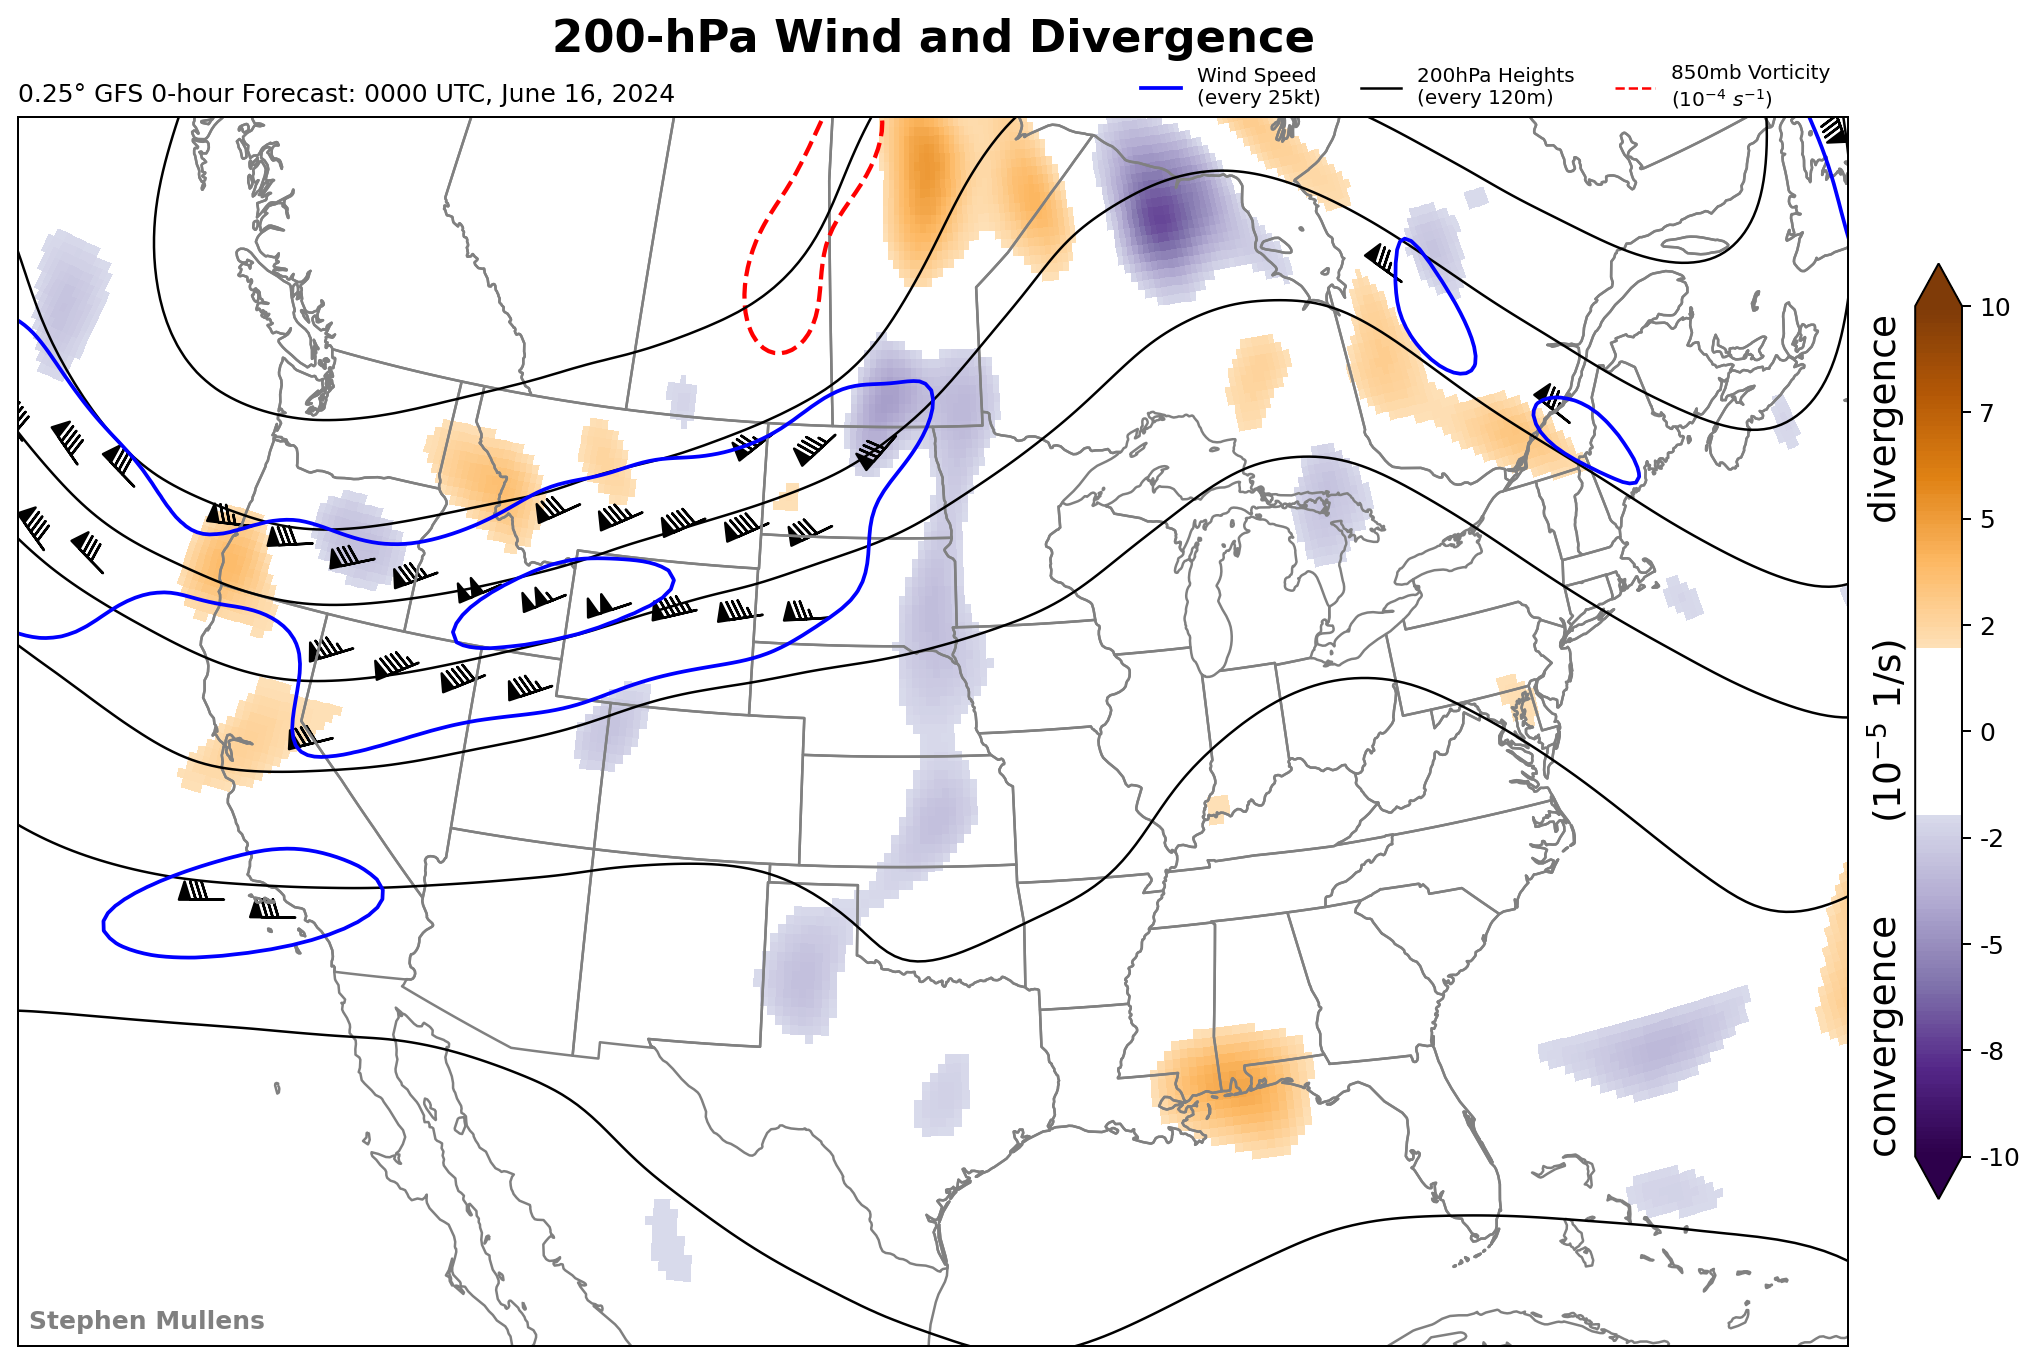 200-hPa Wind and Divergence
0.25° GFS 0-hour Forecast: 0000 UTC, June 16, 2024
Wind Speed
(every 25kt)
200hPa Heights
(every 120m)
850mb Vorticity
(10⁻⁴ s⁻¹)
10
7
5
2
0
-2
-5
-8
-10
convergence (10⁻⁵ 1/s) divergence
Stephen Mullens